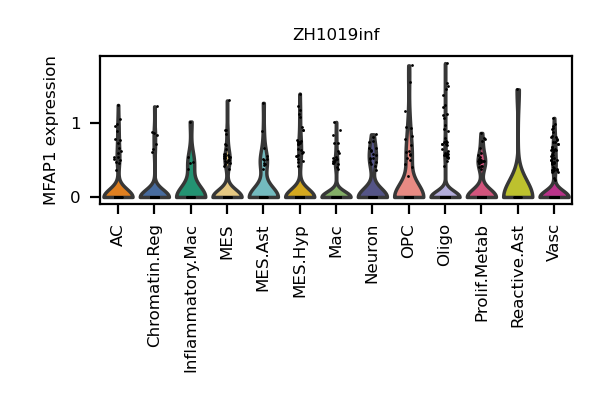 ZH1019inf
MFAP1 expression
1
0
AC
Chromatin.Reg
Inflammatory.Mac
MES
MES.Ast
MES.Hyp
Mac
Neuron
OPC
Oligo
Prolif.Metab
Reactive.Ast
Vasc